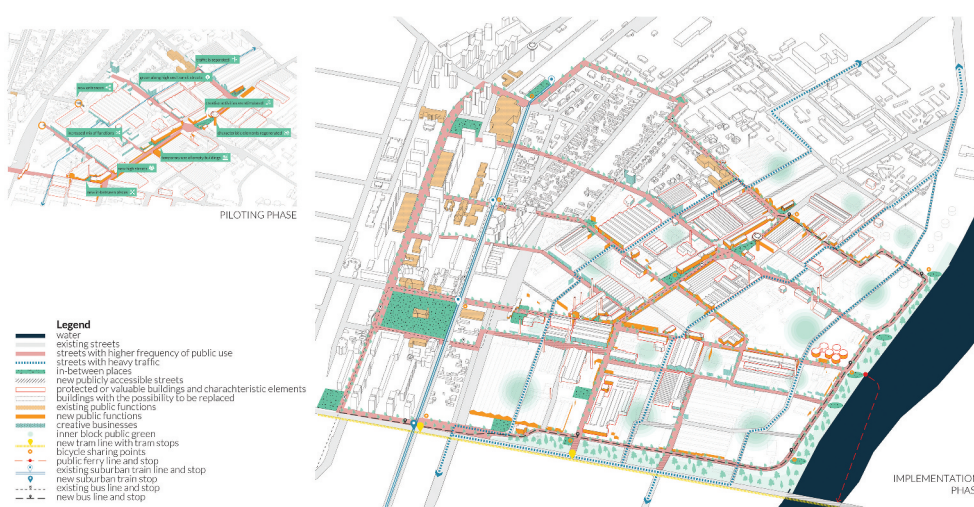 PILOTING PHASE
Legend
water
existing streets
streets with higher frequency of public use
streets with heavy traffic
in-between places
new publicly accessible streets
protected or valuable buildings and charachteristic elements
buildings with the possibility to be replaced
existing public functions
new public functions
creative businesses
inner block public green
new tram line with tram stops
bicycle sharing points
public ferry line and stop
existing suburban train line and stop
new suburban train stop
existing bus line and stop
new bus line and stop
IMPLEMENTATION
PHAS